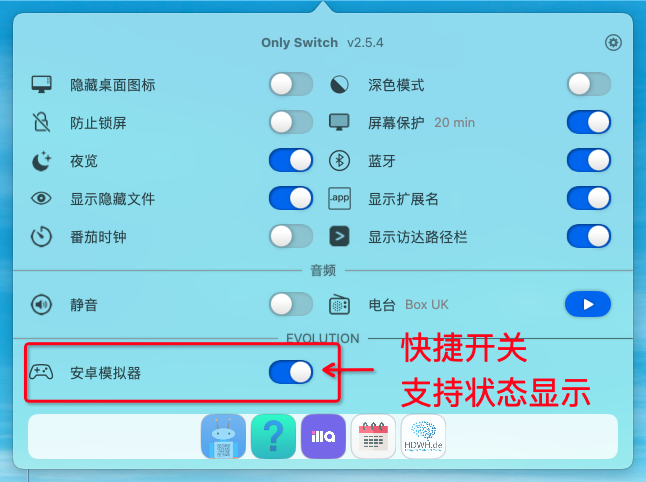 Only Switch v2.5.4
隐藏桌面图标
深色模式
防止锁屏
屏幕保护 20 min
夜览
蓝牙
显示隐藏文件
.app 显示扩展名
番茄时钟
显示访达路径栏
音频
静音
电台 Box UK
EVOLUTION
安卓模拟器
快捷开关
支持状态显示
?
illa
HDWH.de